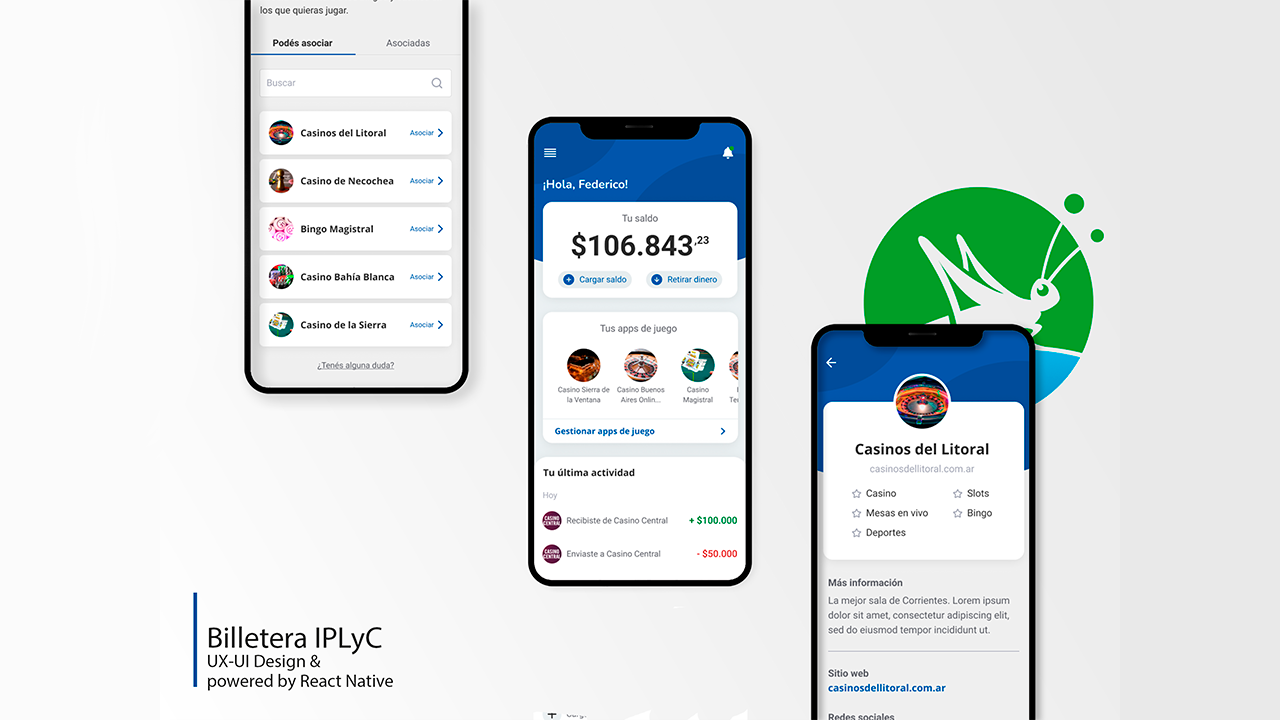 los que quieras jugar.
Podés asociar
Asociadas
Buscar
Casinos del Litoral
Asociar
Casino de Necochea
Asociar
Bingo Magistral
Asociar
Casino Bahía Blanca
Asociar
Casino de la Sierra
Asociar
¿Tenés alguna duda?
¡Hola, Federico!
Tu saldo
$106.843,23
Cargar saldo
Retirar dinero
Tus apps de juego
Casino Sierra de
la Ventana
Casino Buenos
Aires Onlin...
Casino
Magistral
Gestionar apps de juego
Tu última actividad
Hoy
CASINO
CENTRAL
Recibiste de Casino Central
+ $100.000
CASINO
CENTRAL
Enviaste a Casino Central
- $50.000
Casinos del Litoral
casinosdellitoral.com.ar
Casino
Slots
Mesas en vivo
Bingo
Deportes
Más información
La mejor sala de Corrientes. Lorem ipsum
dolor sit amet, consectetur adipiscing elit,
sed do eiusmod tempor incididunt ut.
Sitio web
casinosdellitoral.com.ar
Redes sociales
Billetera IPLyC
UX-UI Design &
powered by React Native